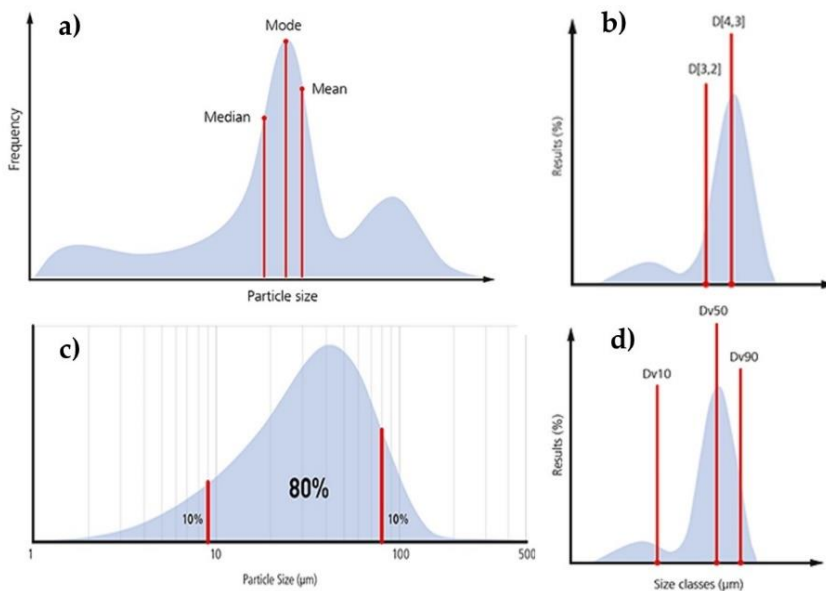 a)
Mode
Mean
Median
Frequency
Particle size
b)
D[4,3]
D[3,2]
Results (%)
c)
10%
80%
10%
1
10
100
500
Particle Size (µm)
d)
Dv50
Dv90
Dv10
Results (%)
Size classes (µm)